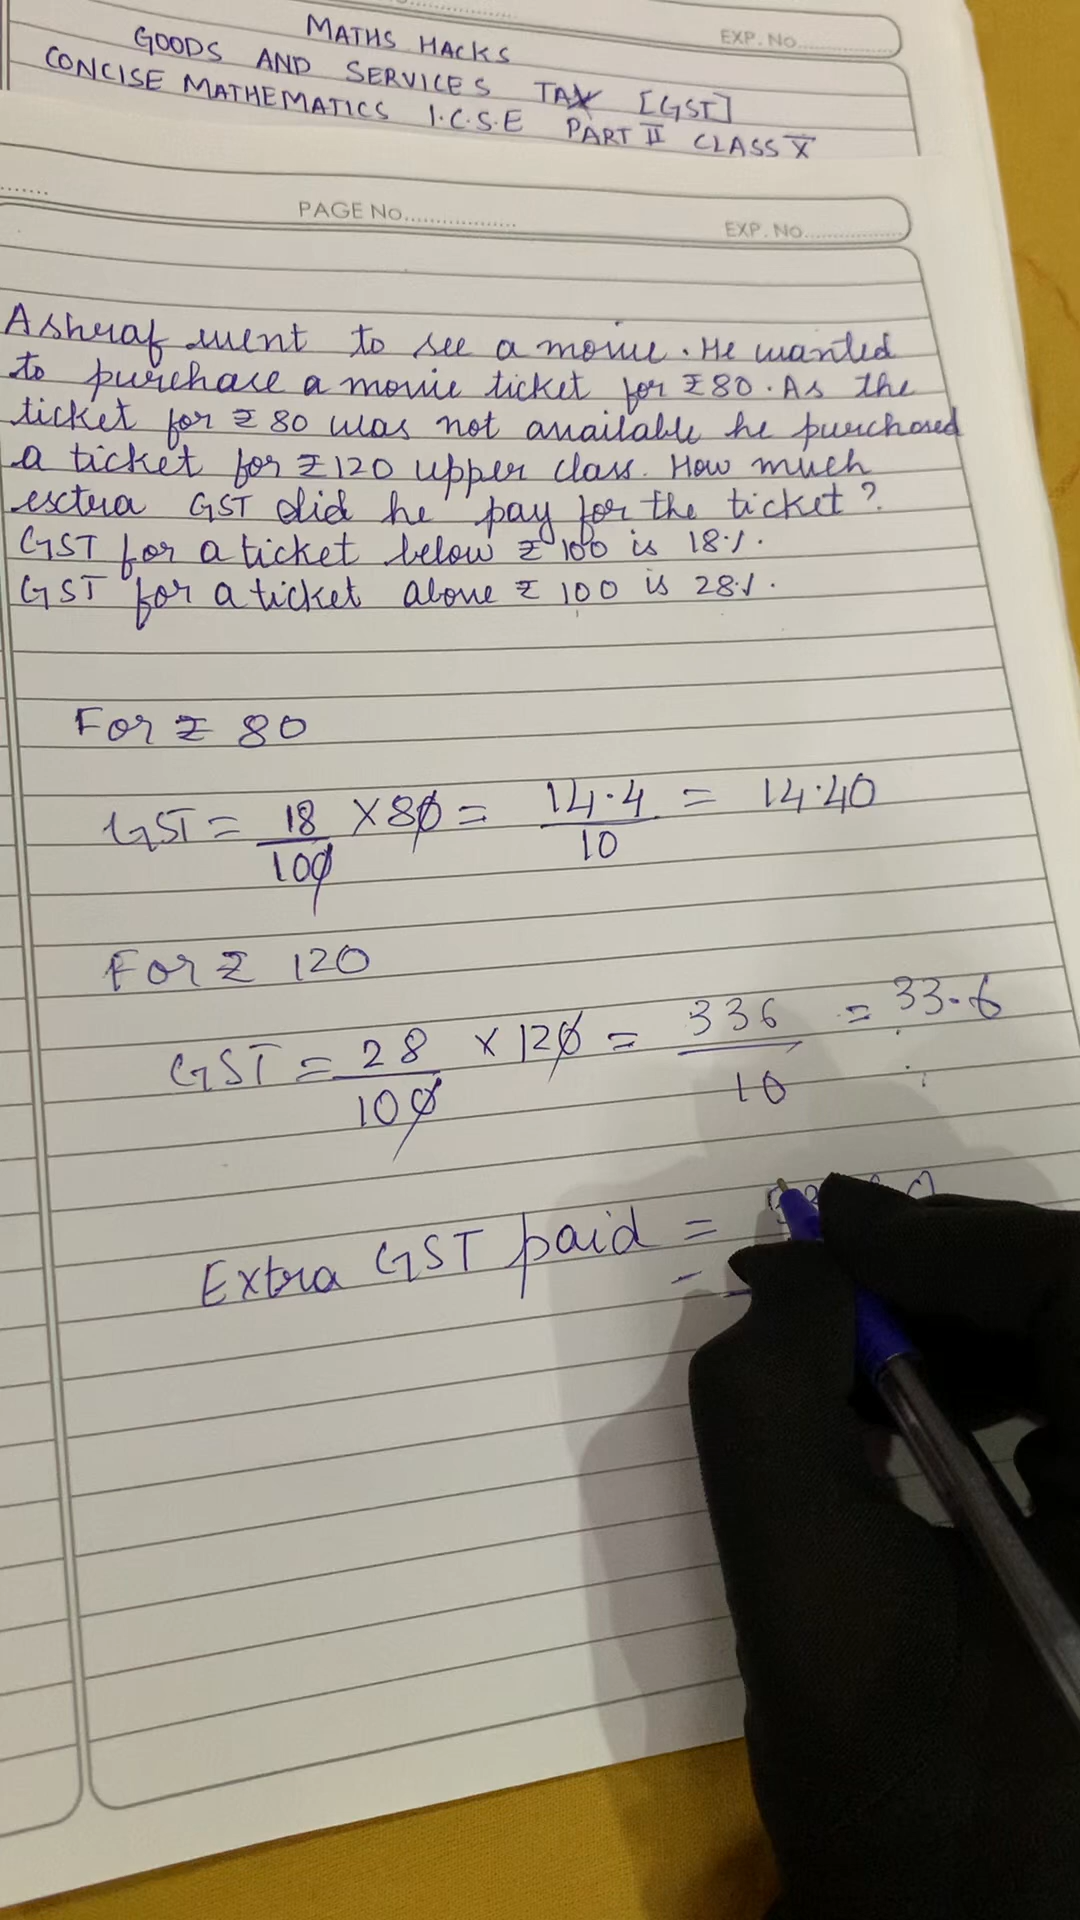 EXP. No.
MATHS HACKS
GOODS AND SERVICES TAX [GST]
CONCISE MATHEMATICS I.C.S.E PART II CLASS X
PAGE No.
EXP. No.
Ashraf went to see a movie. He wanted
to purchase a movie ticket for ₹80. As the
ticket for ₹80 was not available he purchased
a ticket for ₹120 upper class. How much
extra GST did he pay for the ticket?
GST for a ticket below ₹100 is 18%.
GST for a ticket above ₹100 is 28%.
For ₹ 80
GST = 18/100 × 80 = 14.4/10 = 14.40
For ₹ 120
GST = 28/100 × 120 = 336/10 = 33.6
Extra GST paid =